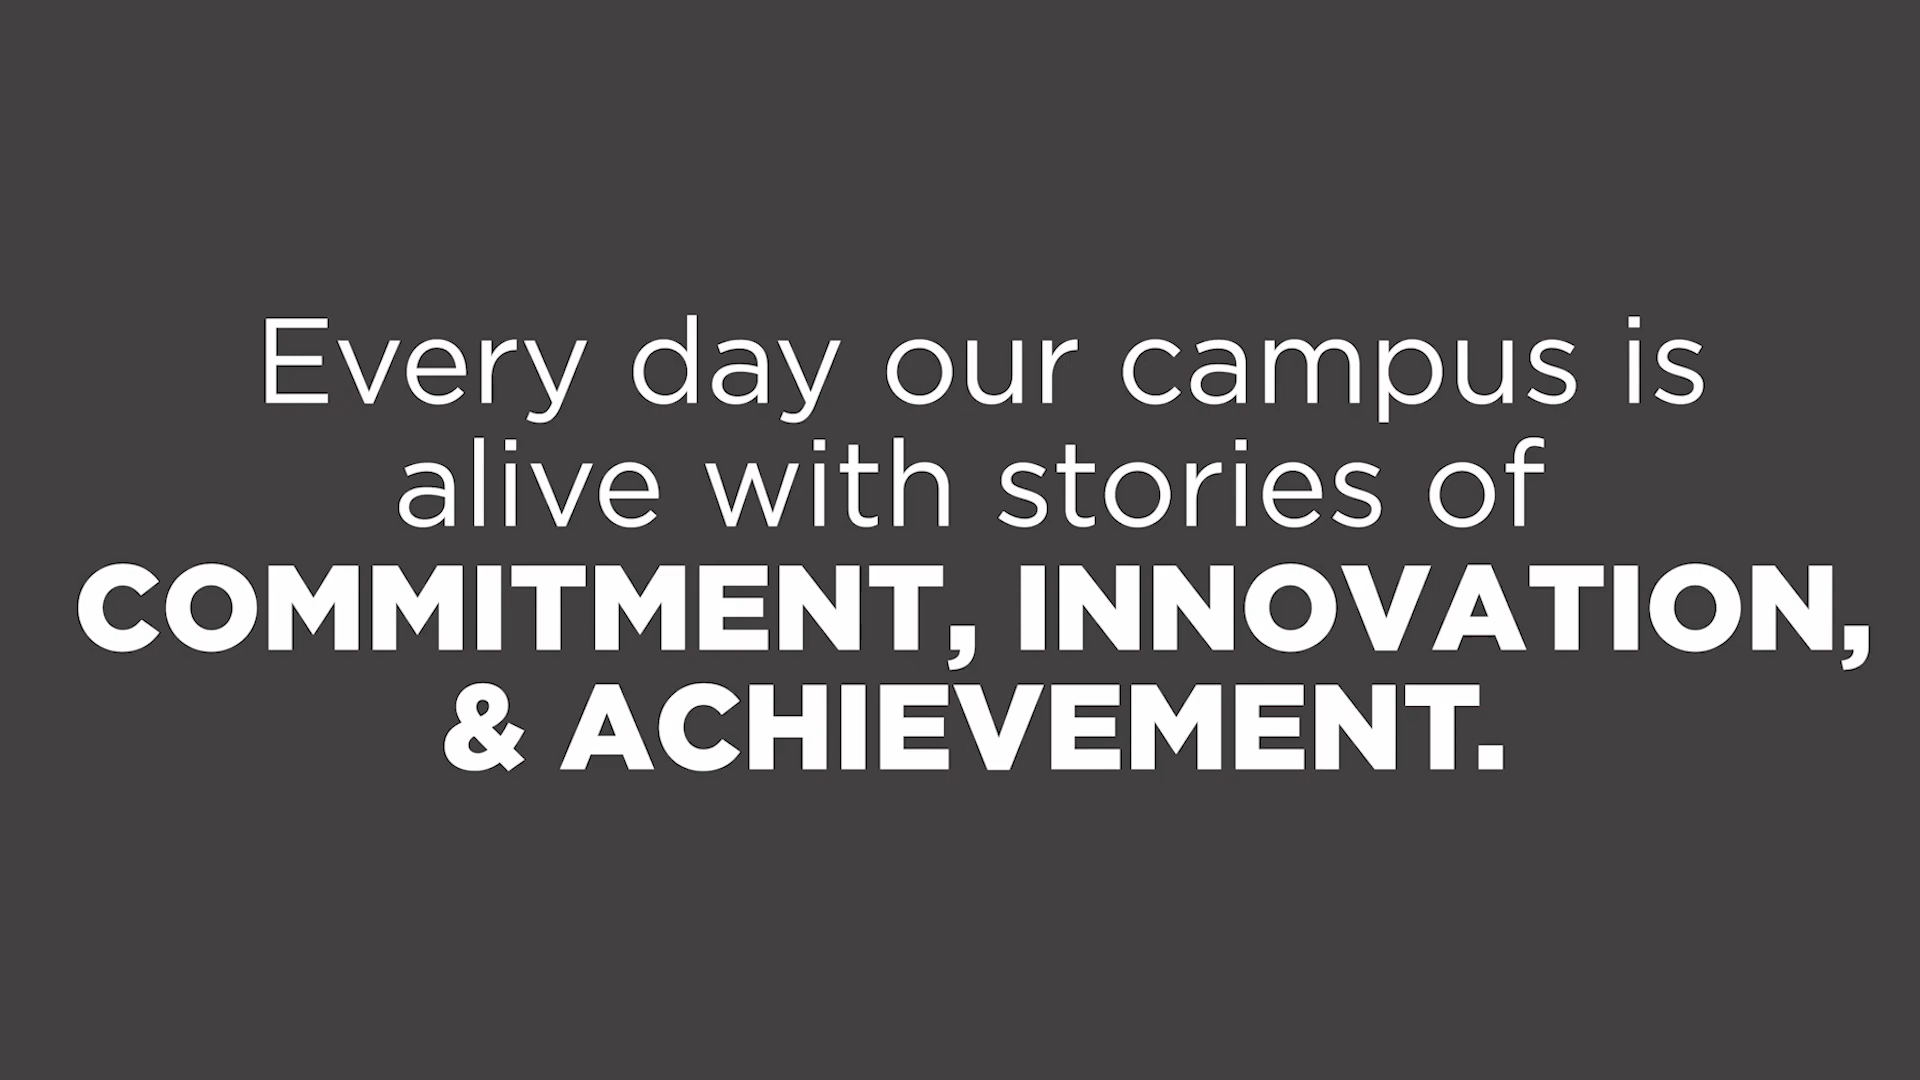 Every day our campus is
alive with stories of
COMMITMENT, INNOVATION,
& ACHIEVEMENT.